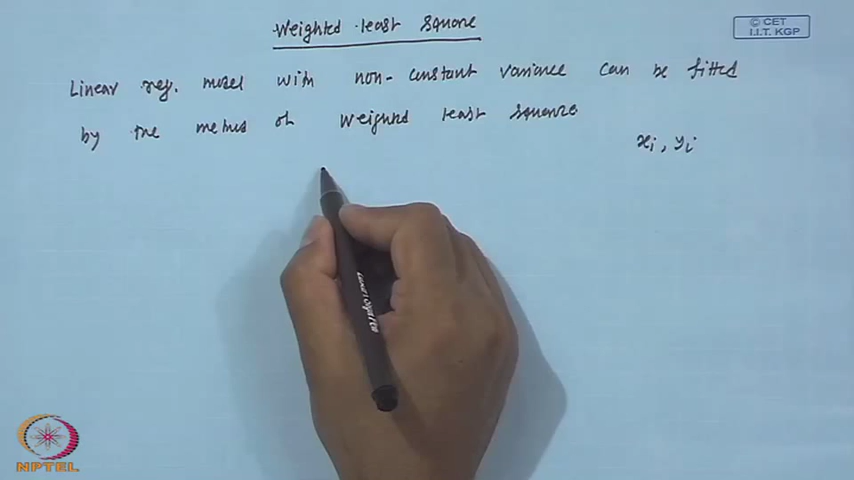 Weighted least square
© CET
I.I.T. KGP
Linear reg. model with non-constant variance can be fitted
by the method of weighted least square
xi, yi
NPTEL